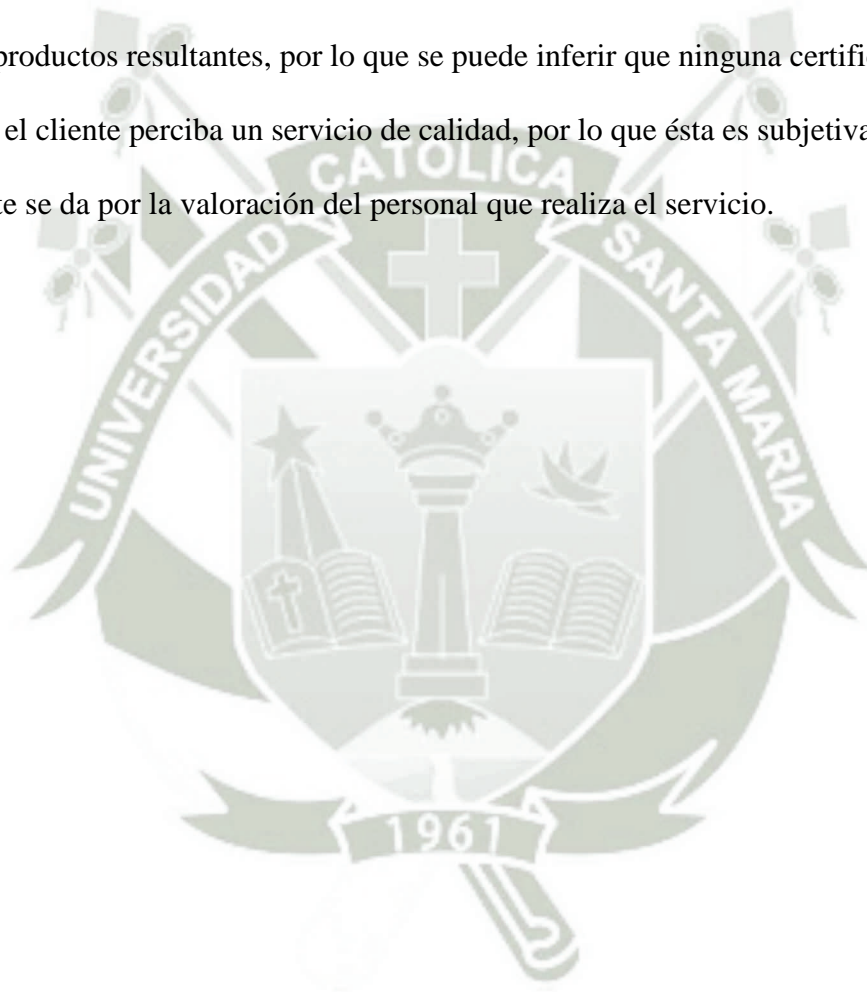 productos resultantes, por lo que se puede inferir que ninguna certifi
el cliente perciba un servicio de calidad, por lo que ésta es subjetiva
te se da por la valoración del personal que realiza el servicio.
UNIVERSIDAD CATOLICA SANTA MARIA
1961